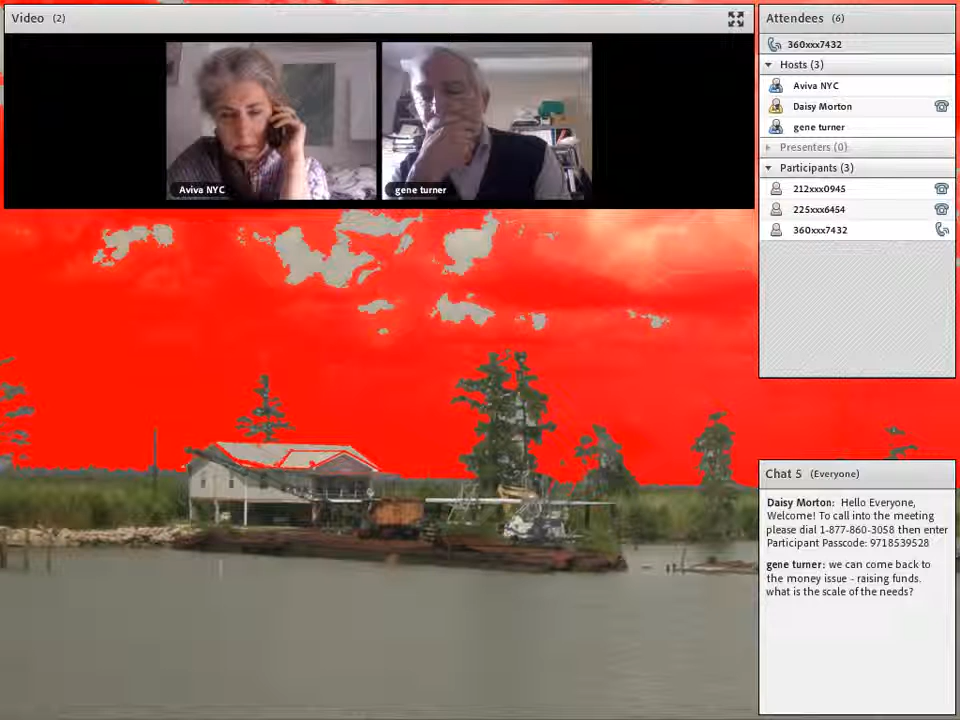 Video (2)
Aviva NYC
gene turner
Attendees (6)
360xxx7432
Hosts (3)
Aviva NYC
Daisy Morton
gene turner
Presenters (0)
Participants (3)
212xxx0945
225xxx6454
360xxx7432
Chat 5 (Everyone)
Daisy Morton: Hello Everyone,
Welcome! To call into the meeting
please dial 1-877-860-3058 then enter
Participant Passcode: 9718539528
gene turner: we can come back to
the money issue - raising funds.
what is the scale of the needs?